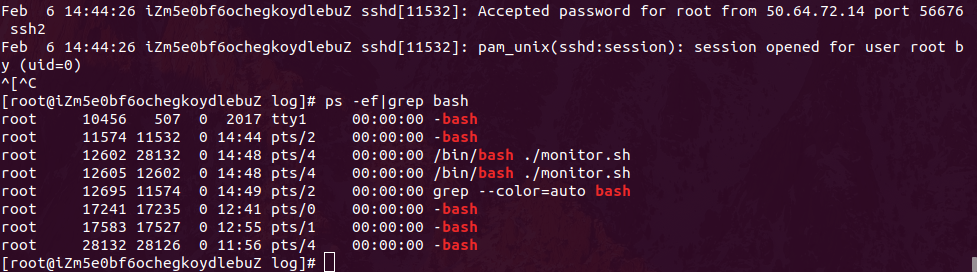 Feb  6 14:44:26 iZm5e0bf6ochegkoydlebuZ sshd[11532]: Accepted password for root from 50.64.72.14 port 56676
 ssh2
Feb  6 14:44:26 iZm5e0bf6ochegkoydlebuZ sshd[11532]: pam_unix(sshd:session): session opened for user root b
y (uid=0)
^[^C
[root@iZm5e0bf6ochegkoydlebuZ log]# ps -ef|grep bash
root     10456   507  0  2017 tty1     00:00:00 -bash
root     11574 11532  0 14:44 pts/2    00:00:00 -bash
root     12602 28132  0 14:48 pts/4    00:00:00 /bin/bash ./monitor.sh
root     12605 12602  0 14:48 pts/4    00:00:00 /bin/bash ./monitor.sh
root     12695 11574  0 14:49 pts/2    00:00:00 grep --color=auto bash
root     17241 17235  0 12:41 pts/0    00:00:00 -bash
root     17583 17527  0 12:55 pts/1    00:00:00 -bash
root     28132 28126  0 11:56 pts/4    00:00:00 -bash
[root@iZm5e0bf6ochegkoydlebuZ log]#